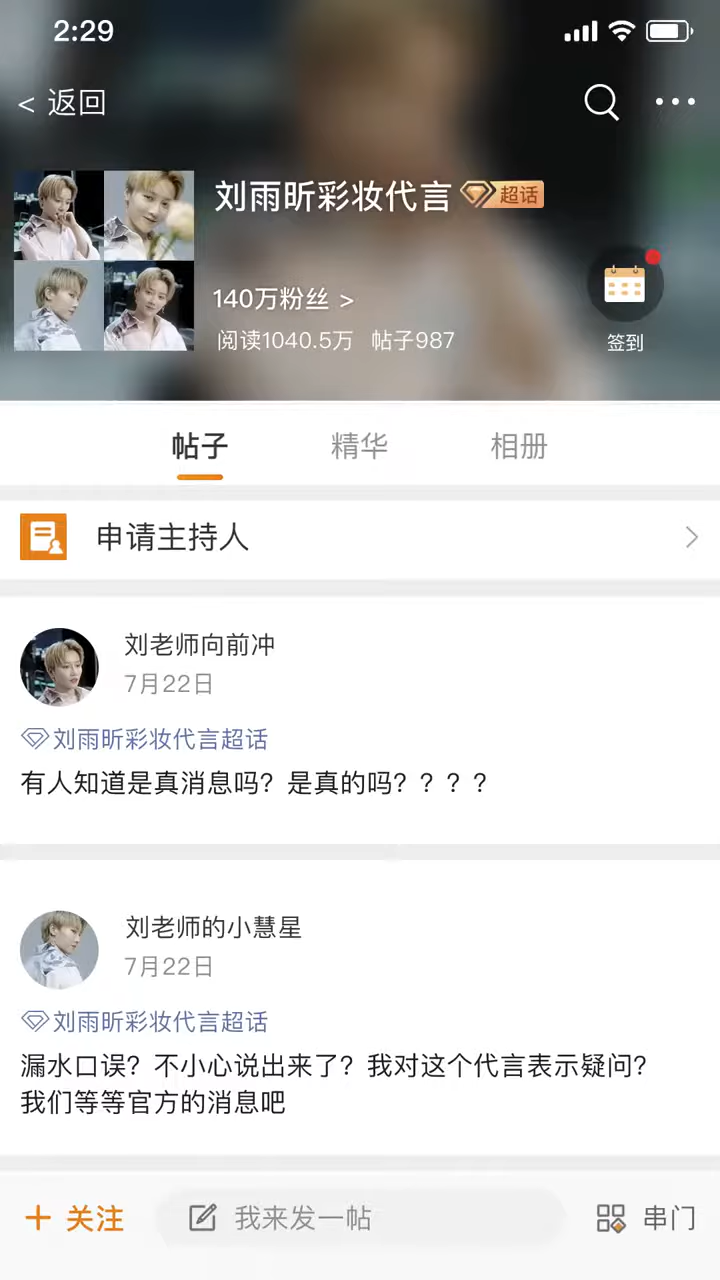 2:29
< 返回
刘雨昕彩妆代言 超话
140万粉丝 >
阅读1040.5万 帖子987
签到
帖子 精华 相册
申请主持人
刘老师向前冲
7月22日
刘雨昕彩妆代言超话
有人知道是真消息吗？是真的吗？？？？
刘老师的小慧星
7月22日
刘雨昕彩妆代言超话
漏水口误？不小心说出来了？我对这个代言表示疑问？
我们等等官方的消息吧
+ 关注 我来发一帖 串门